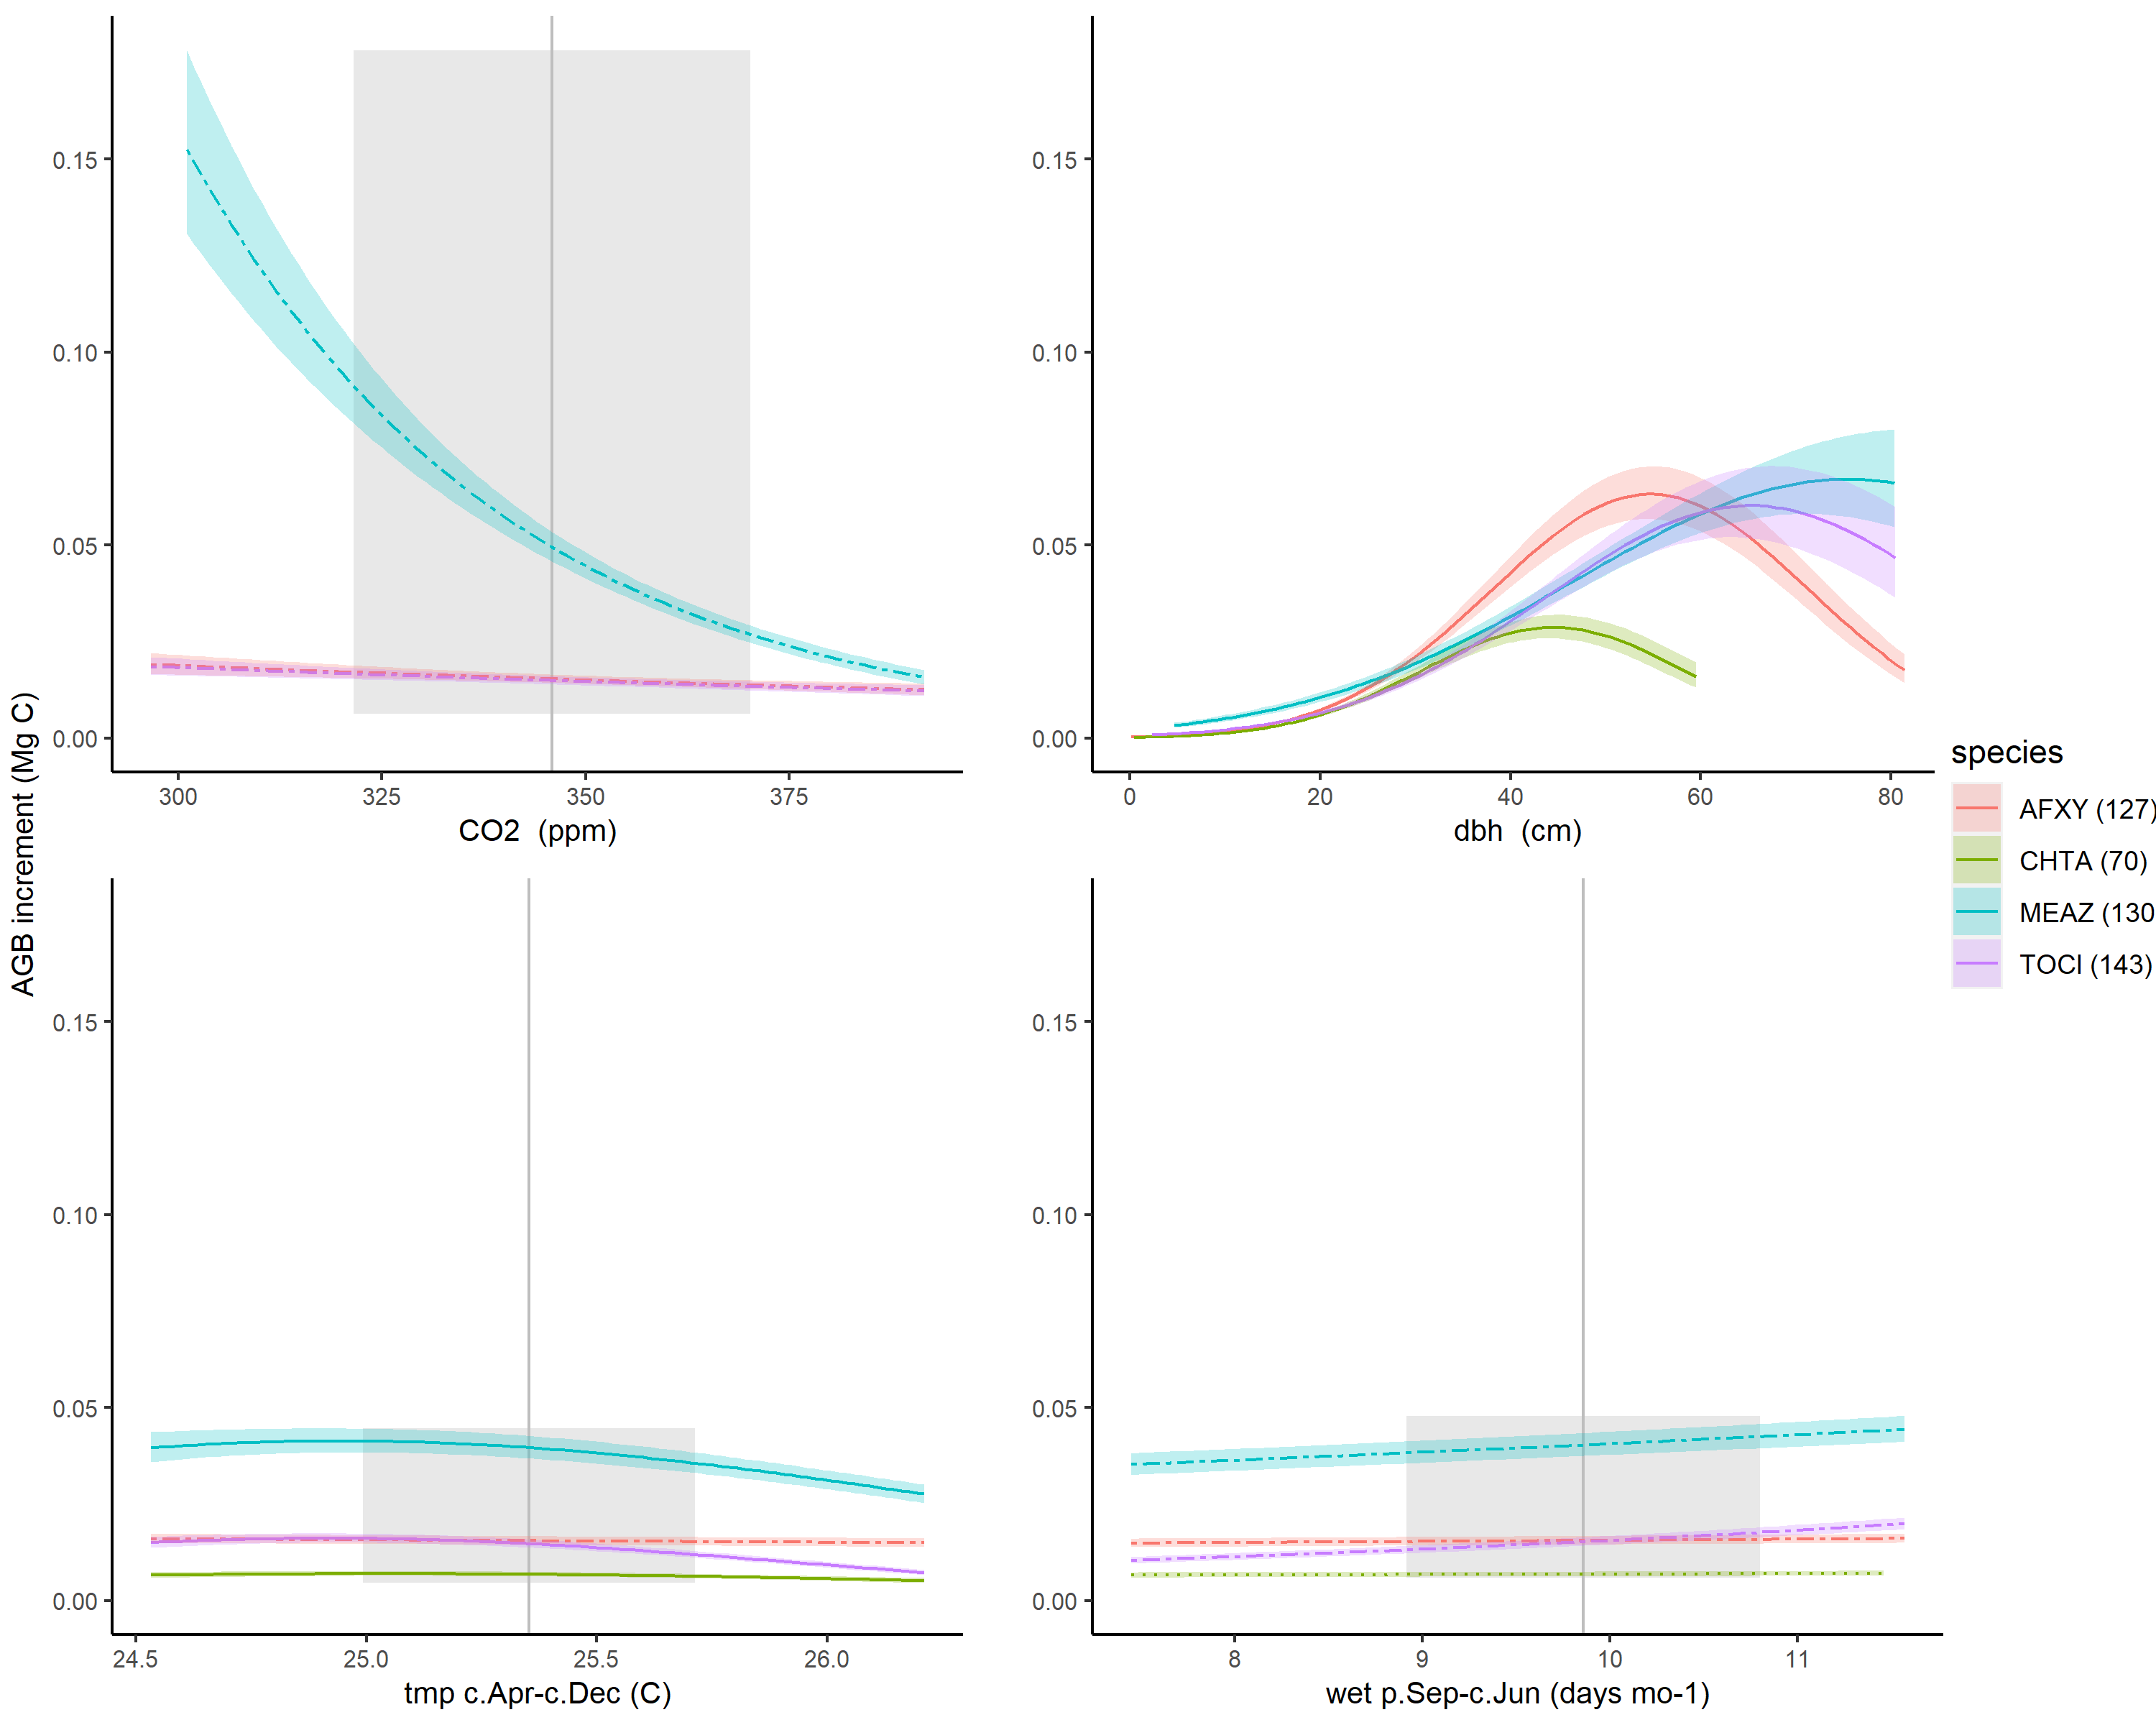 AGB increment (Mg C)
0.15
0.10
0.05
0.00
300 325 350 375
CO2 (ppm)
0.15
0.10
0.05
0.00
0 20 40 60 80
dbh (cm)
0.15
0.10
0.05
0.00
24.5 25.0 25.5 26.0
tmp c.Apr-c.Dec (C)
0.15
0.10
0.05
0.00
8 9 10 11
wet p.Sep-c.Jun (days mo-1)
species
AFXY (127)
CHTA (70)
MEAZ (130
TOCI (143)